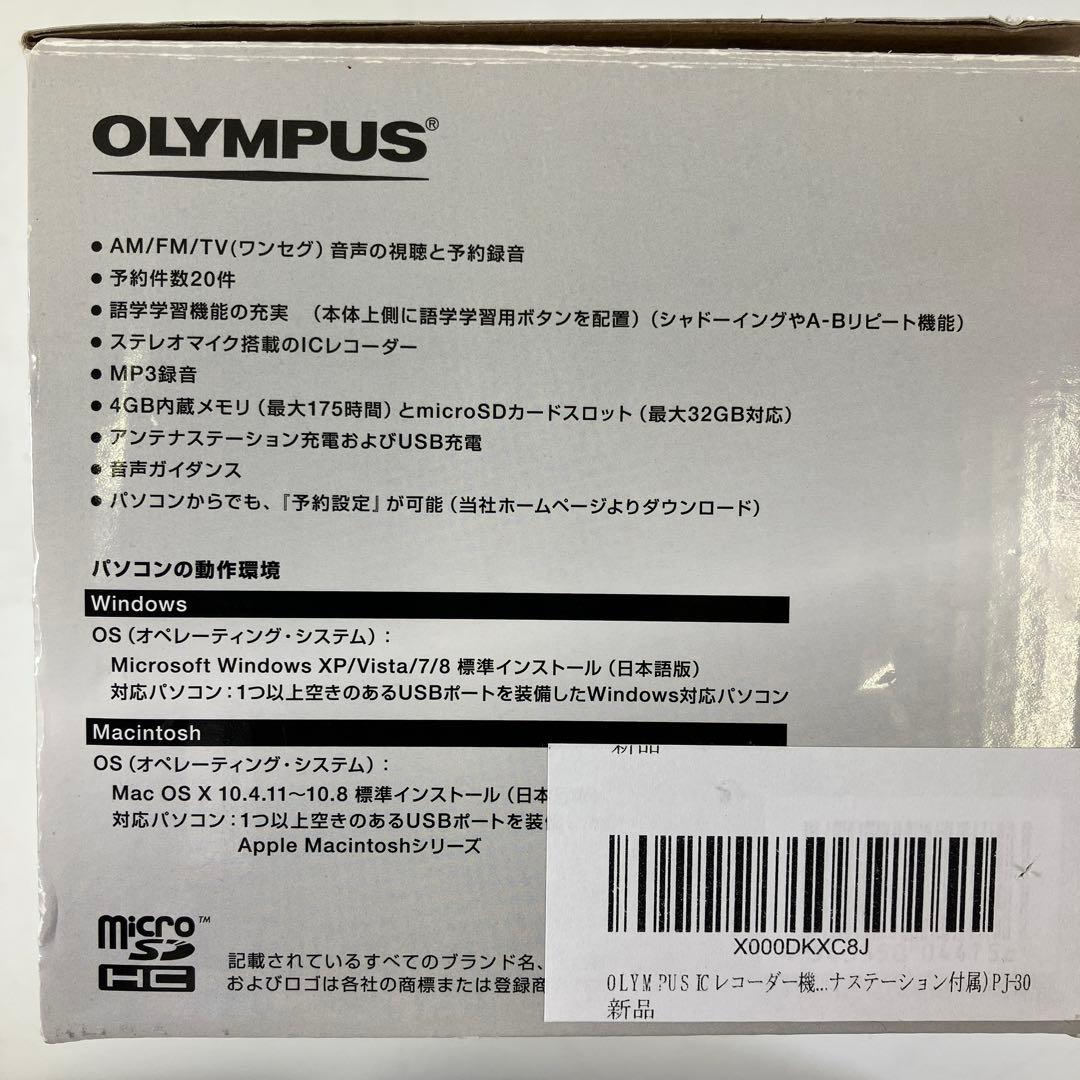 OLYMPUS®
● AM/FM/TV(ワンセグ) 音声の視聴と予約録音
● 予約件数20件
● 語学学習機能の充実 (本体上側に語学学習用ボタンを配置)(シャドーイングやA-Bリピート機能)
● ステレオマイク搭載のICレコーダー
● MP3録音
● 4GB内蔵メモリ(最大175時間)とmicroSDカードスロット(最大32GB対応)
● アンテナステーション充電およびUSB充電
● 音声ガイダンス
● パソコンからでも、『予約設定』が可能(当社ホームページよりダウンロード)
パソコンの動作環境
Windows
OS(オペレーティング・システム):
Microsoft Windows XP/Vista/7/8 標準インストール(日本語版)
対応パソコン:1つ以上空きのあるUSBポートを装備したWindows対応パソコン
Macintosh
OS(オペレーティング・システム):
Mac OS X 10.4.11〜10.8 標準インストール(日本
対応パソコン:1つ以上空きのあるUSBポートを装
Apple Macintoshシリーズ
micro SD HC™
記載されているすべてのブランド名、
およびロゴは各社の商標または登録商
新品
X000DKXC8J
OLYMPUS ICレコーダー機...ナステーション付属)PJ-30
新品